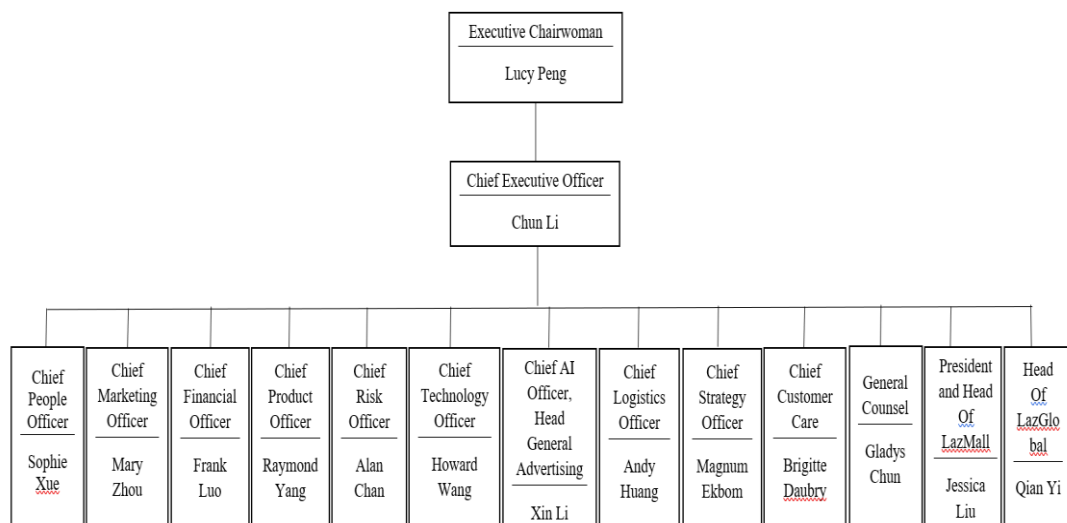 Executive Chairwoman
Lucy Peng
Chief Executive Officer
Chun Li
Chief
People
Officer
Sophie
Xue
Chief
Marketing
Officer
Mary
Zhou
Chief
Financial
Officer
Frank
Luo
Chief
Product
Officer
Raymond
Yang
Chief
Risk
Officer
Alan
Chan
Chief
Technology
Officer
Howard
Wang
Chief AI
Officer,
Head
General
Advertising
Xin Li
Chief
Logistics
Officer
Andy
Huang
Chief
Strategy
Officer
Magnum
Ekbom
Chief
Customer
Care
Brigitte
Daubry
General
Counsel
Gladys
Chun
President
and Head
Of
LazMall
Jessica
Liu
Head
Of
LazGlo
bal
Qian Yi